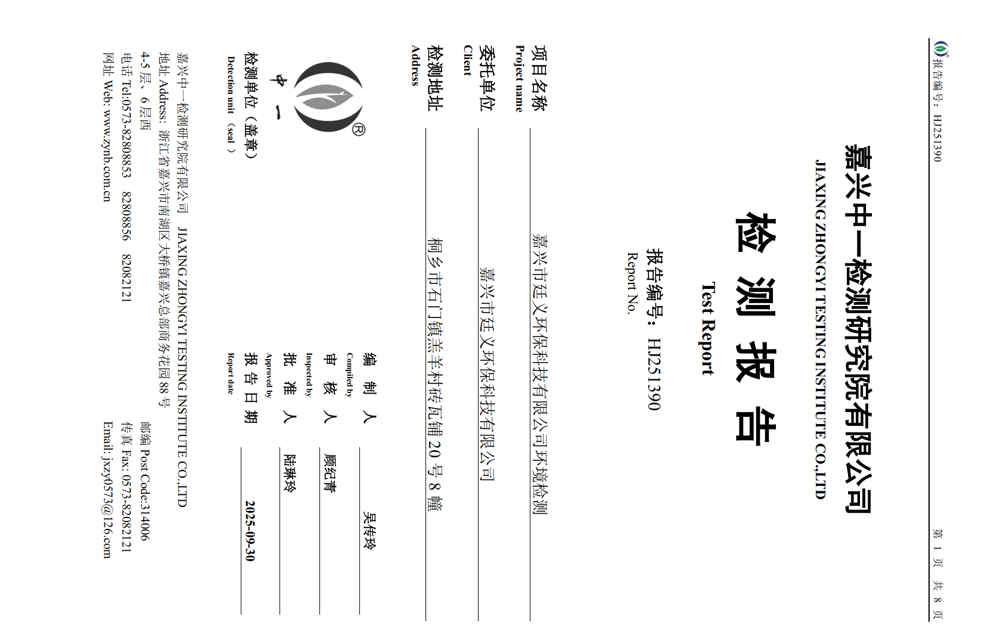 报告编号：HJ251390 第 1 页 共 8 页
嘉兴中一检测研究院有限公司
JIAXING ZHONGYI TESTING INSTITUTE CO.,LTD
检测报告
Test Report
报告编号：HJ251390
Report No.
项目名称 嘉兴市廷义环保科技有限公司环境检测
Project name
委托单位 嘉兴市廷义环保科技有限公司
Client
检测地址 桐乡市石门镇羔羊村砖瓦铺 20 号 8 幢
Address
编 制 人 吴传玲
Compiled by
审 核 人 顾纪青
Inspected by
批 准 人 陆琳玲
Approved by
中一
®
检测单位（盖章）
报告日期 2025-09-30
Detection unit（seal ）
Report date
嘉兴中一检测研究院有限公司 JIAXING ZHONGYI TESTING INSTITUTE CO.,LTD
地址 Address: 浙江省嘉兴市南湖区大桥镇嘉兴总部商务花园 88 号
4-5 层、6 层西 邮编 Post Code:314006
电话 Tel:0573-82808853 82808856 82082121 传真 Fax: 0573-82082121
网址 Web: www.zynb.com.cn Email: jxzy0573@126.com